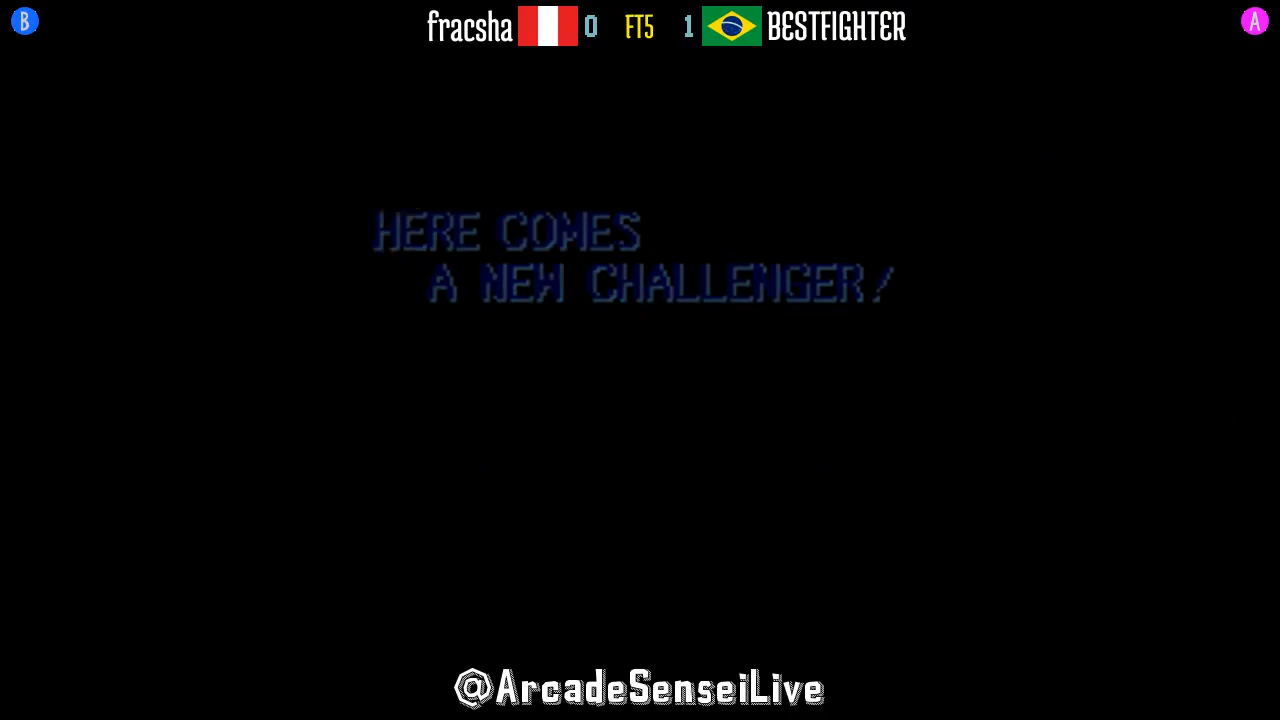 B fracsha 0 FT5 1 BESTFIGHTER A
HERE COMES
A NEW CHALLENGER!
@ArcadeSenseiLive